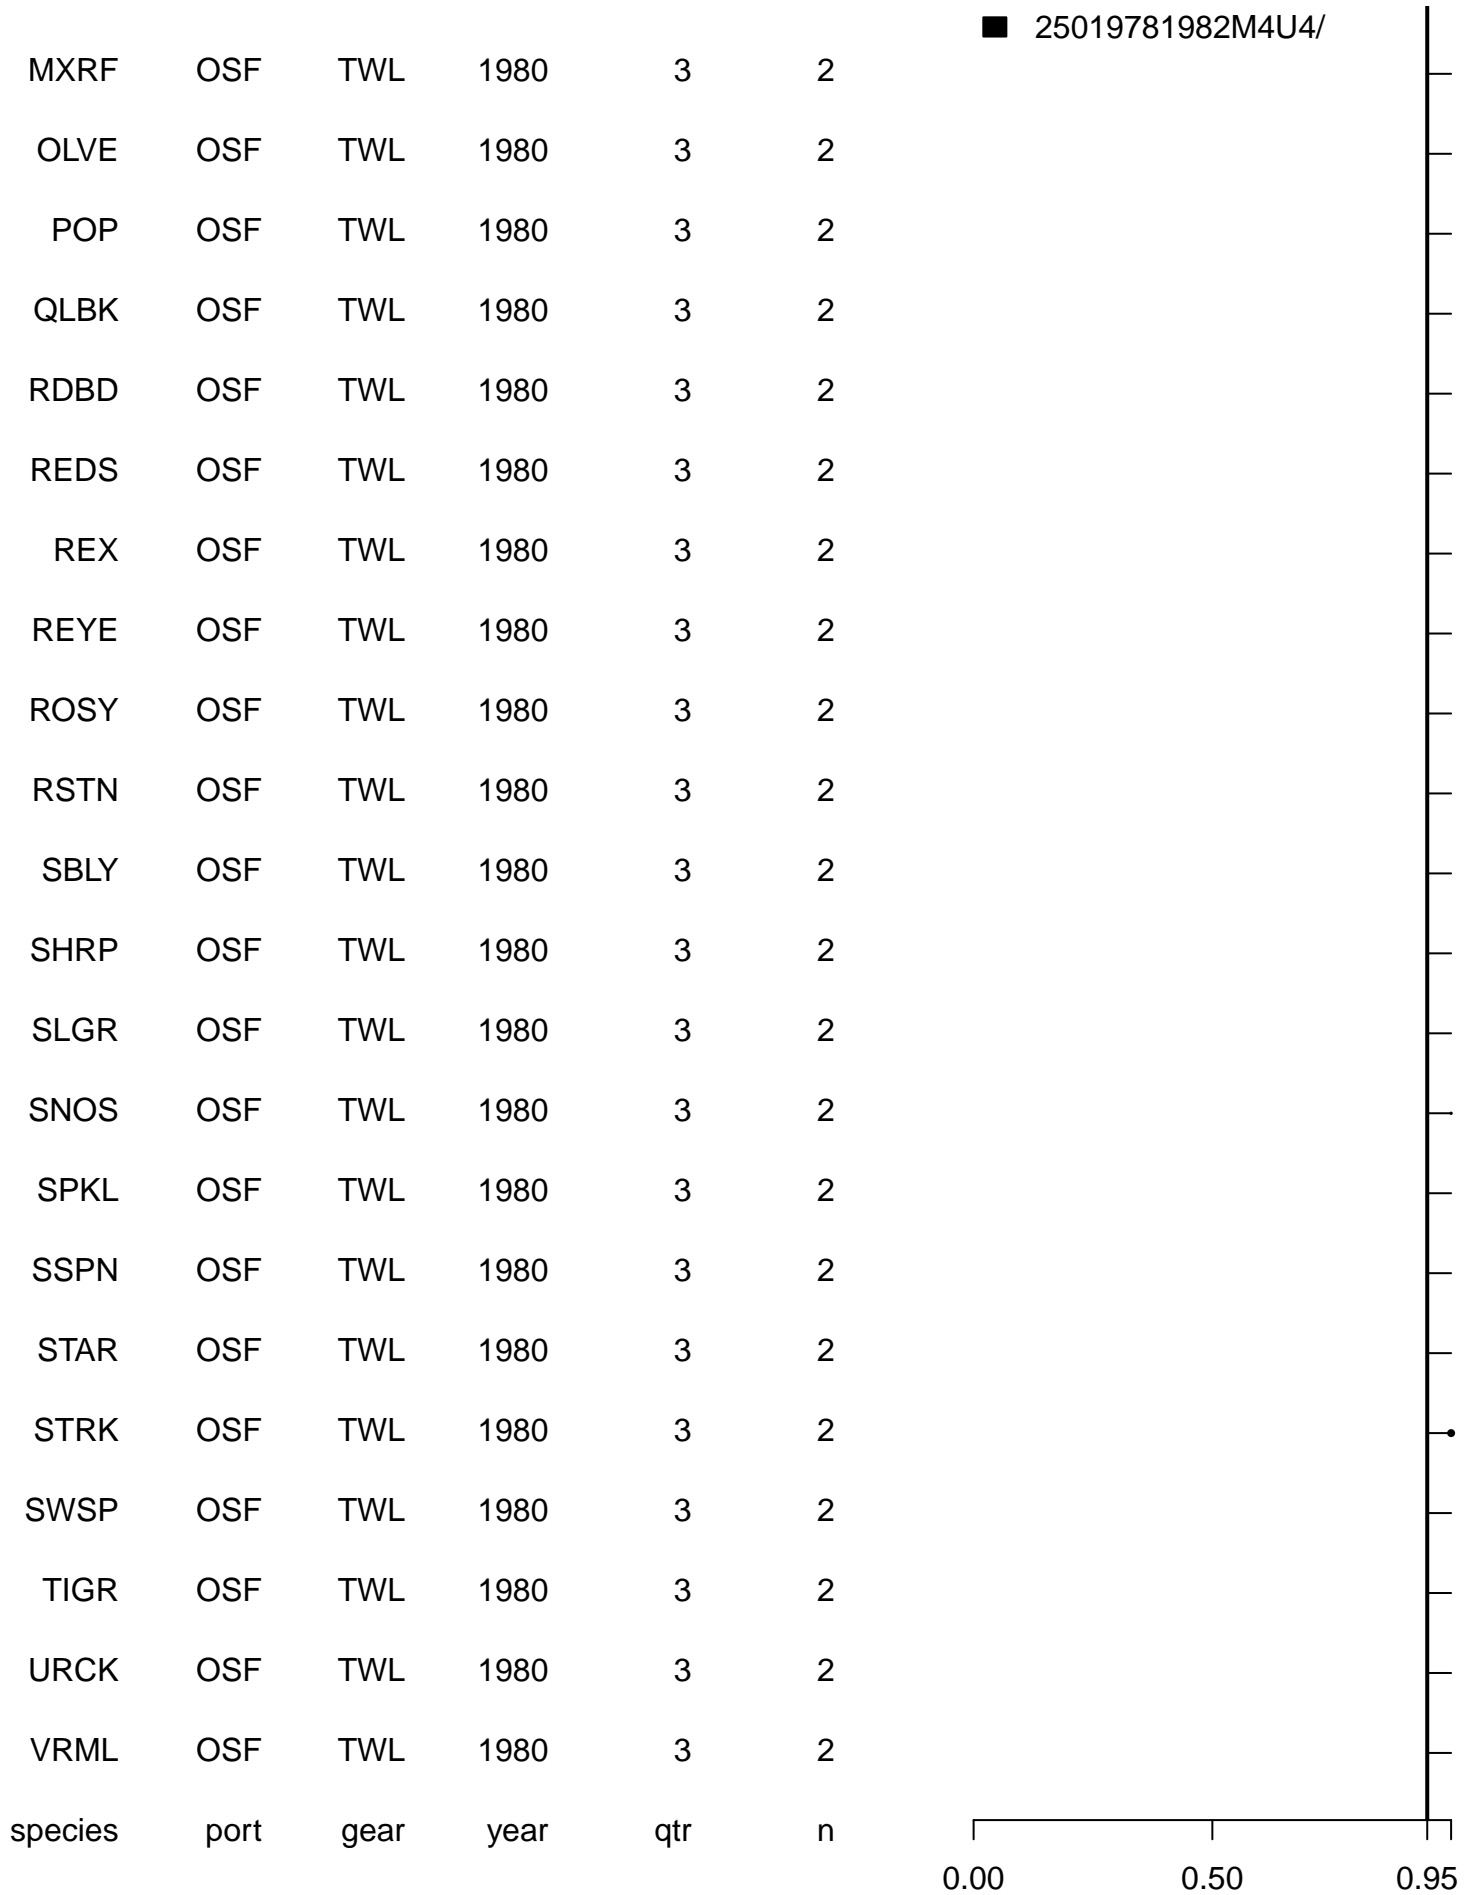 25019781982M4U4/
MXRF OSF TWL 1980 3 2
OLVE OSF TWL 1980 3 2
POP OSF TWL 1980 3 2
QLBK OSF TWL 1980 3 2
RDBD OSF TWL 1980 3 2
REDS OSF TWL 1980 3 2
REX OSF TWL 1980 3 2
REYE OSF TWL 1980 3 2
ROSY OSF TWL 1980 3 2
RSTN OSF TWL 1980 3 2
SBLY OSF TWL 1980 3 2
SHRP OSF TWL 1980 3 2
SLGR OSF TWL 1980 3 2
SNOS OSF TWL 1980 3 2
SPKL OSF TWL 1980 3 2
SSPN OSF TWL 1980 3 2
STAR OSF TWL 1980 3 2
STRK OSF TWL 1980 3 2
SWSP OSF TWL 1980 3 2
TIGR OSF TWL 1980 3 2
URCK OSF TWL 1980 3 2
VRML OSF TWL 1980 3 2
species port gear year qtr n
0.00 0.50 0.95